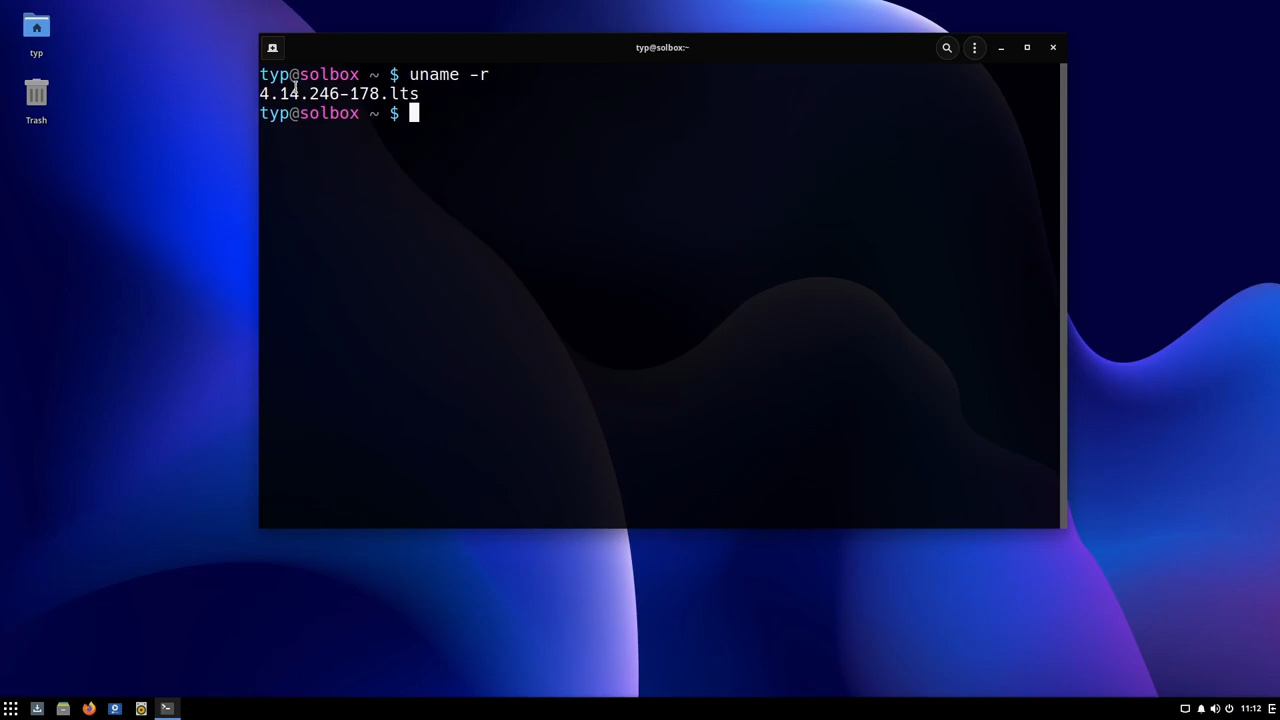 typ@solbox:~
typ@solbox ~ $ uname -r
4.14.246-178.lts
typ@solbox ~ $
typ
Trash
11:12